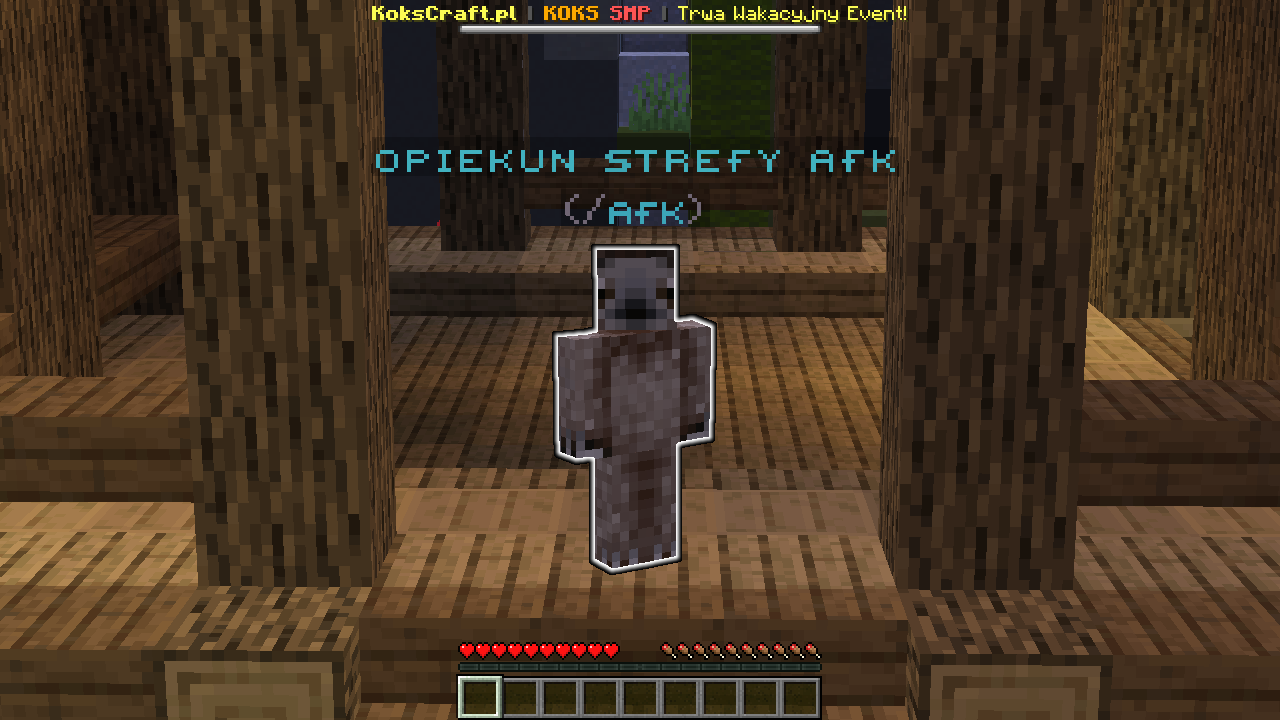 KoksCraft.pl | KOKS SMP | Trwa Wakacyjny Event!
OPIEKUN STREfY AfK
(/AfK)